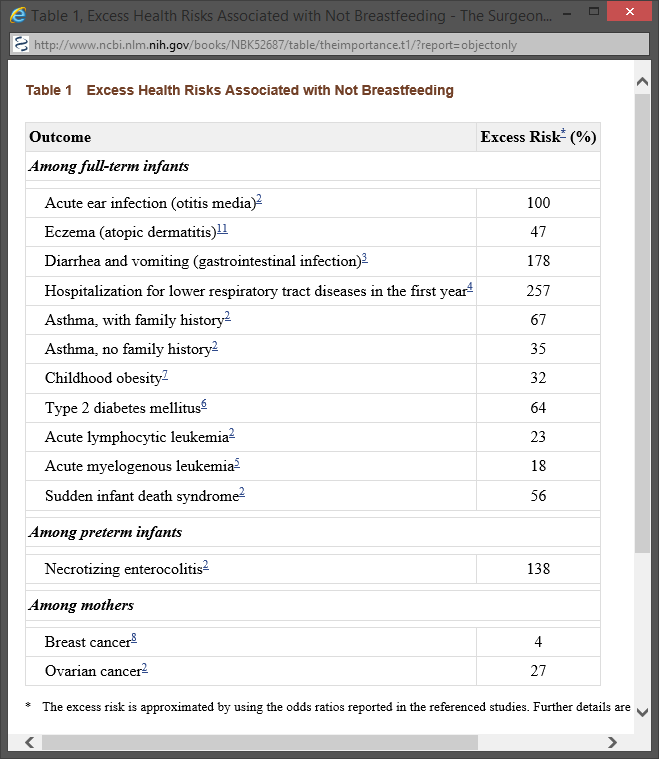 Table 1, Excess Health Risks Associated with Not Breastfeeding - The Surgeon...
http://www.ncbi.nlm.nih.gov/books/NBK52687/table/theimportance.t1/?report=objectonly
Table 1 Excess Health Risks Associated with Not Breastfeeding
Outcome Excess Risk* (%)
Among full-term infants
Acute ear infection (otitis media)2 100
Eczema (atopic dermatitis)11 47
Diarrhea and vomiting (gastrointestinal infection)3 178
Hospitalization for lower respiratory tract diseases in the first year4 257
Asthma, with family history2 67
Asthma, no family history2 35
Childhood obesity7 32
Type 2 diabetes mellitus6 64
Acute lymphocytic leukemia2 23
Acute myelogenous leukemia5 18
Sudden infant death syndrome2 56
Among preterm infants
Necrotizing enterocolitis2 138
Among mothers
Breast cancer8 4
Ovarian cancer2 27
* The excess risk is approximated by using the odds ratios reported in the referenced studies. Further details are